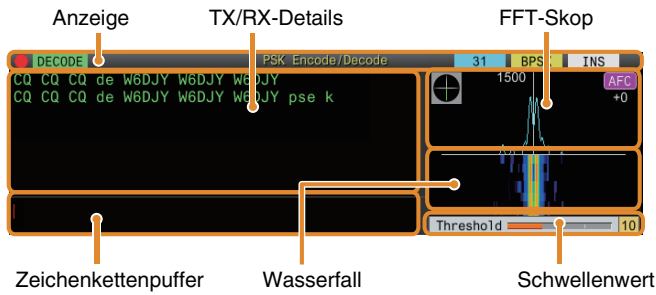 Anzeige TX/RX-Details FFT-Skop
DECODE PSK Encode/Decode 31 BPSK INS
CQ CQ CQ de W6DJY W6DJY W6DJY
CQ CQ CQ de W6DJY W6DJY W6DJY pse k
1500 AFC
+0
Threshold 10
Zeichenkettenpuffer Wasserfall Schwellenwert